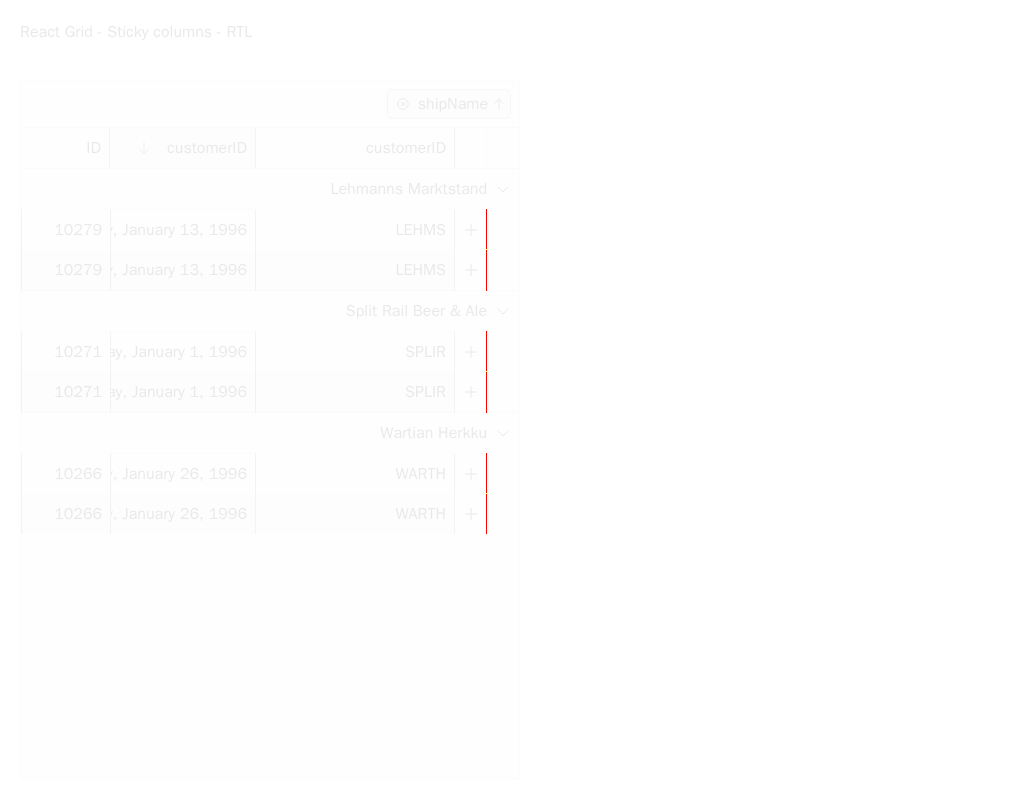 React Grid - Sticky columns - RTL
shipName
ID customerID customerID
Lehmanns Marktstand
10279 , January 13, 1996 LEHMS
10279 , January 13, 1996 LEHMS
Split Rail Beer & Ale
10271 ay, January 1, 1996 SPLIR
10271 ay, January 1, 1996 SPLIR
Wartian Herkku
10266 , January 26, 1996 WARTH
10266 , January 26, 1996 WARTH